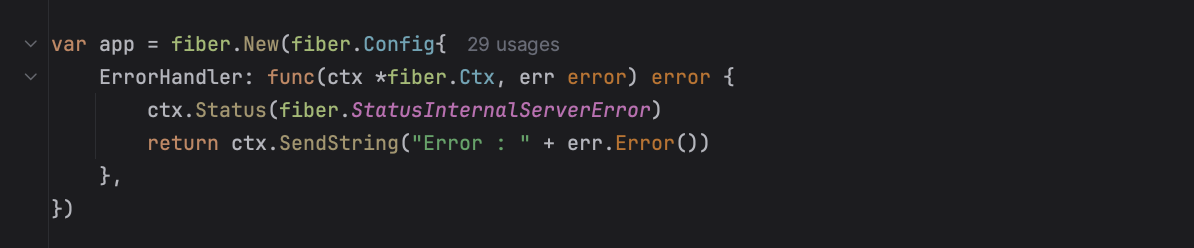 var app = fiber.New(fiber.Config{ 29 usages
    ErrorHandler: func(ctx *fiber.Ctx, err error) error {
        ctx.Status(fiber.StatusInternalServerError)
        return ctx.SendString("Error : " + err.Error())
    },
})